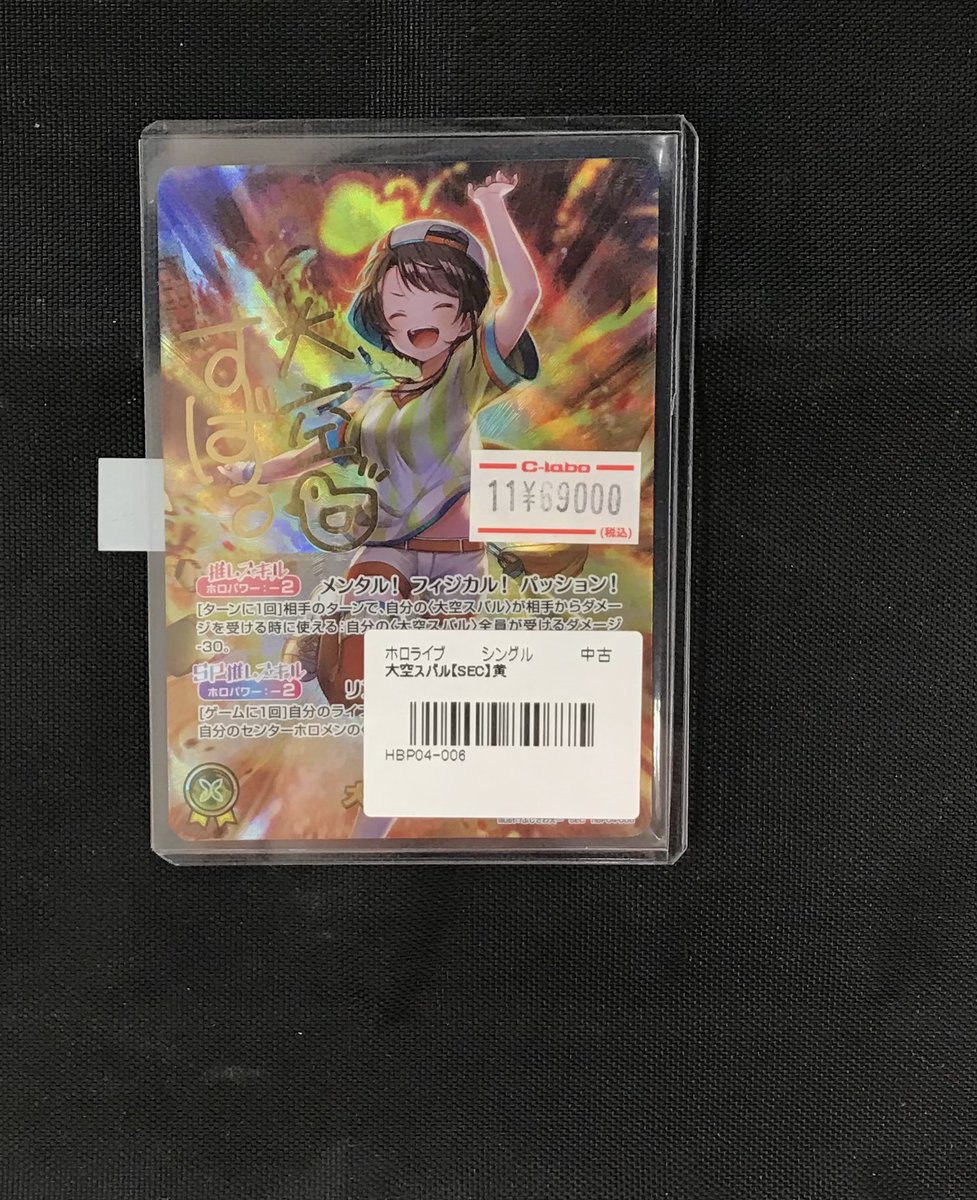 大空
すばる
C-labo
11¥69000
(税込)
推しスキル
ホロパワー：-2
メンタル！ フィジカル！ パッション！
[ターンに1回]相手のターンで、自分の〈大空スバル〉が相手からダメー
ジを受ける時に使える：自分の〈大空スバル〉全員が受けるダメージ
-30。
SP推しスキル
ホロパワー：-2
[ゲームに1回]自分のライフ
自分のセンターホロメンの
ホロライブ シングル 中古
大空スバル【SEC】黄
HBP04-006